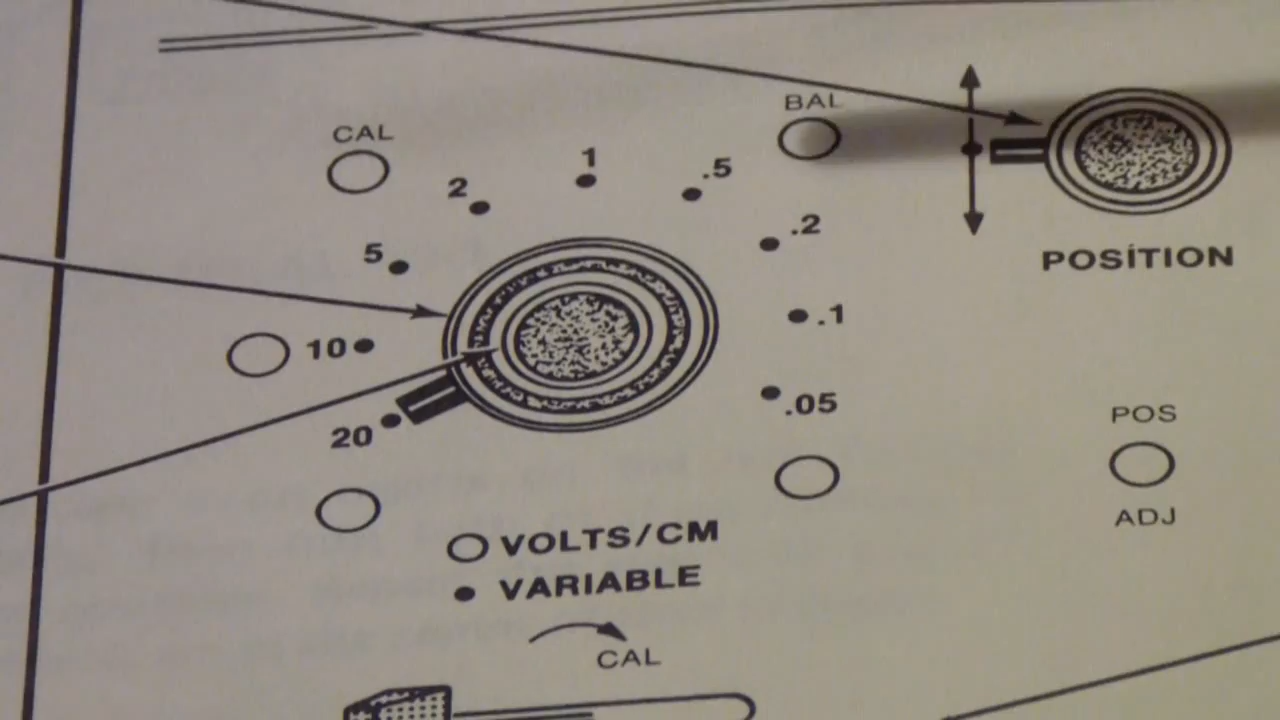 BAL
CAL
1
.5
2
.2
5
POSITION
.1
10
.05
20
POS
ADJ
VOLTS/CM
VARIABLE
CAL